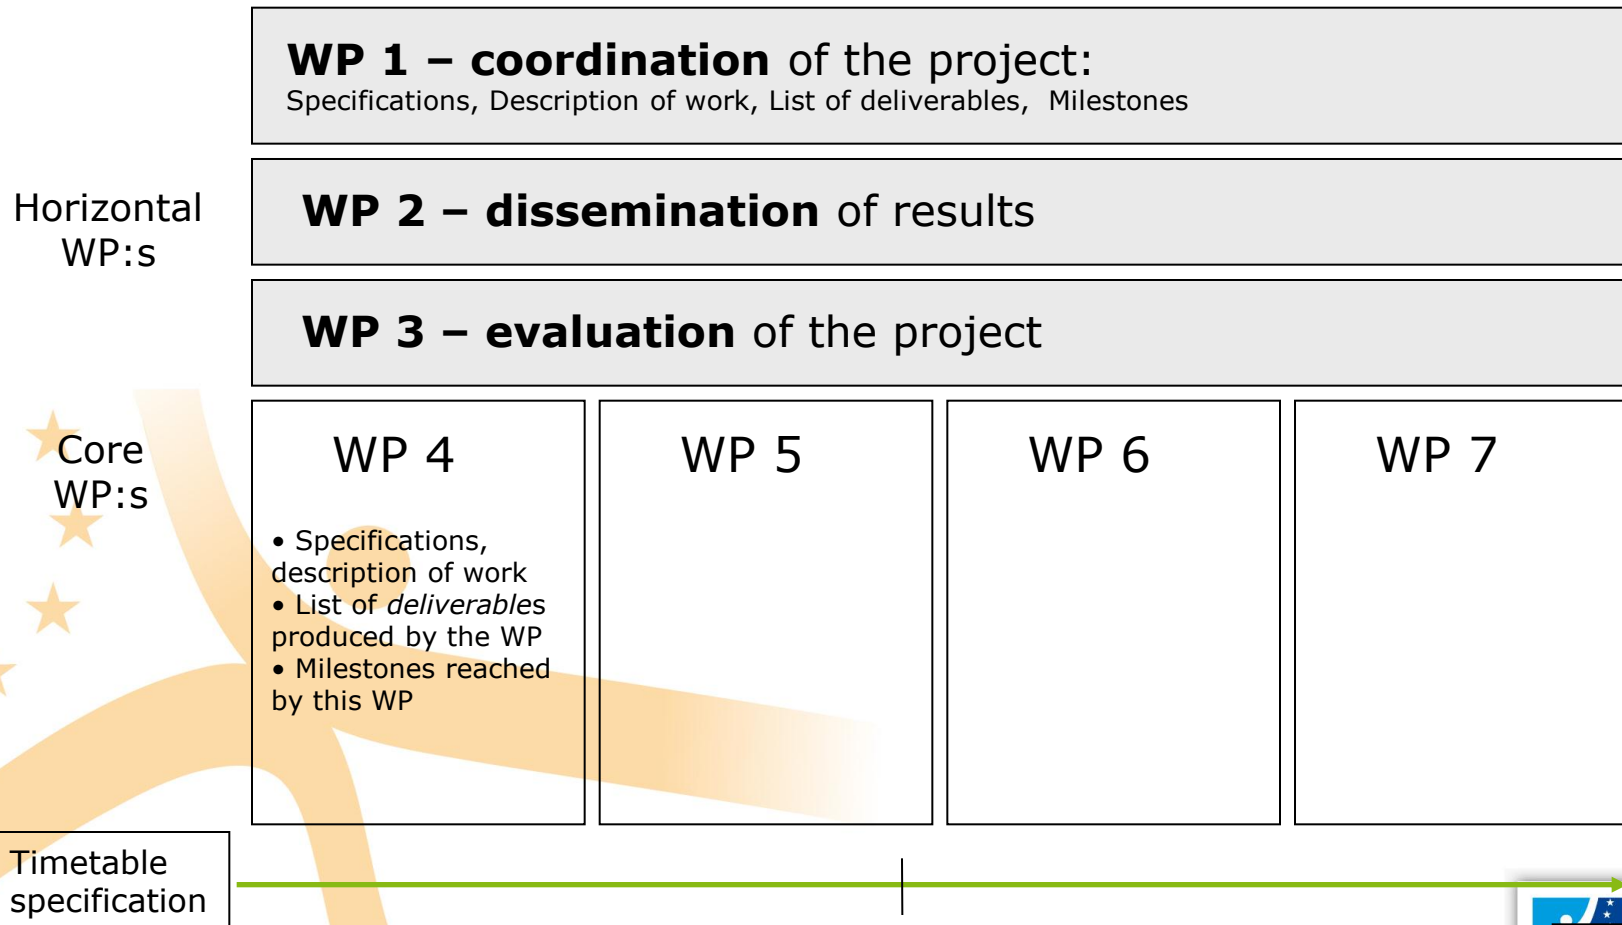 WP 1 – coordination of the project:
Specifications, Description of work, List of deliverables, Milestones
Horizontal
WP:s
WP 2 – dissemination of results
WP 3 – evaluation of the project
Core
WP:s
WP 4
• Specifications,
description of work
• List of deliverables
produced by the WP
• Milestones reached
by this WP
WP 5
WP 6
WP 7
Timetable
specification